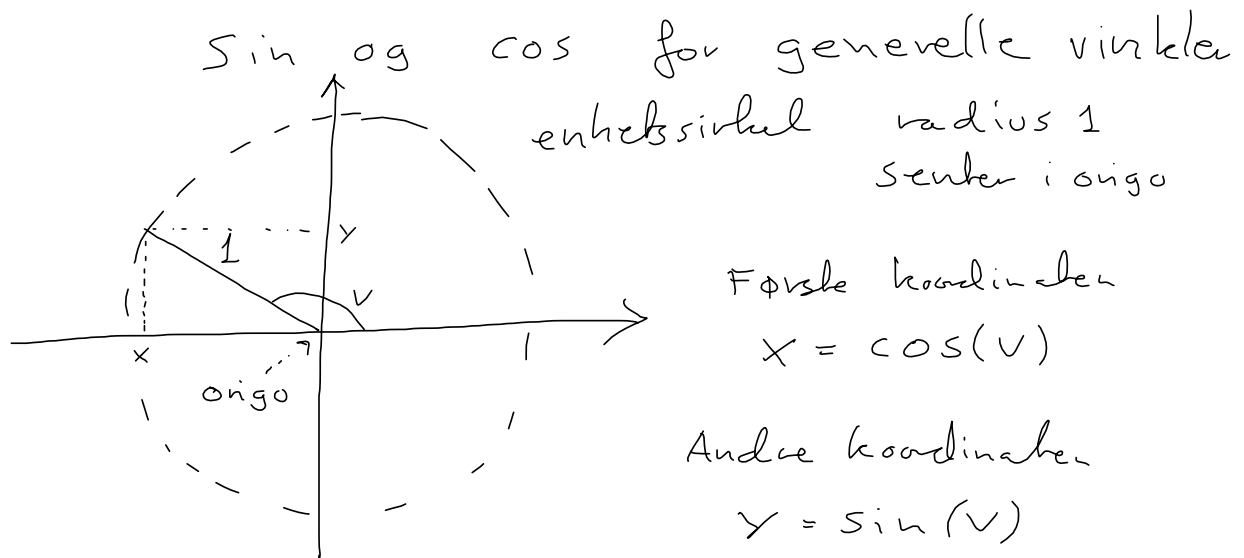 Sin og cos for generelle vinkler
enhetssirkel radius 1
senter i origo
y
1
v
x
origo
Første koordinaten
x = cos(v)
Andre koordinaten
y = sin(v)